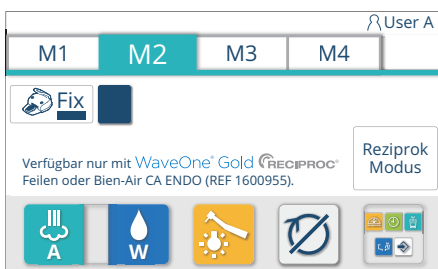 User A
M1 M2 M3 M4
Fix
Reziprok
Modus
Verfügbar nur mit WaveOne® Gold RECIPROC®
Feilen oder Bien-Air CA ENDO (REF 1600955).
A W